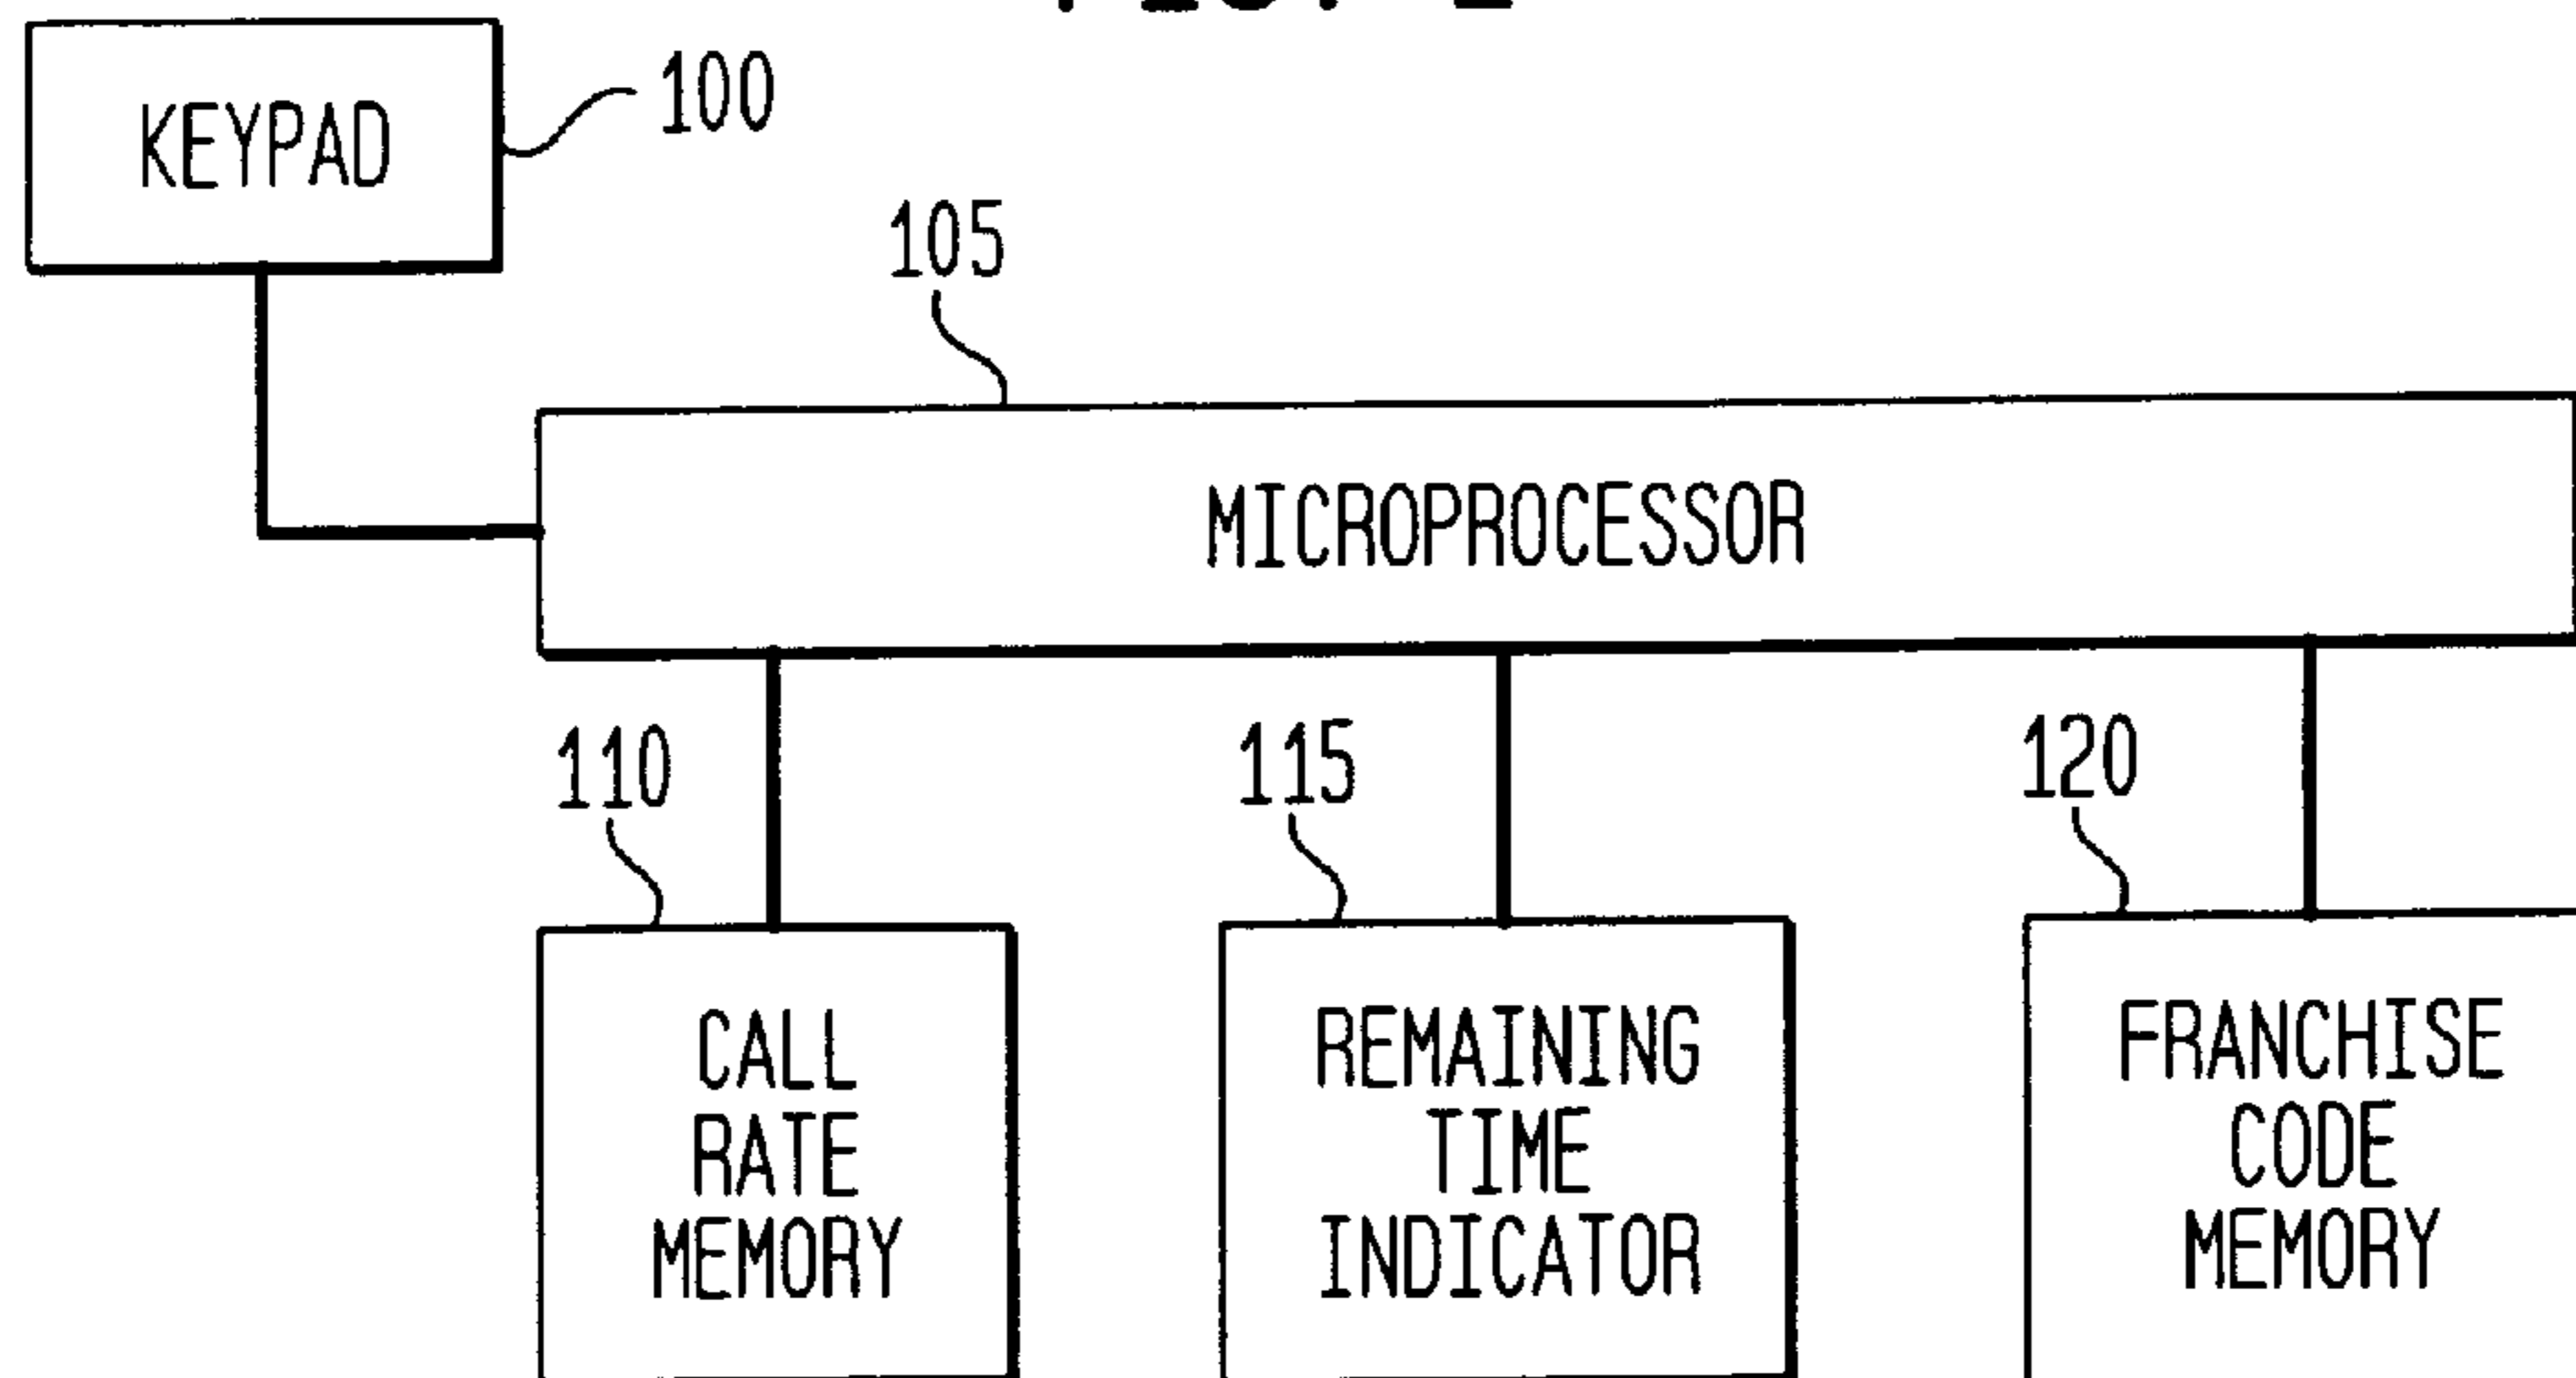 KEYPAD
100
105
MICROPROCESSOR
110
115
120
CALL
RATE
MEMORY
REMAINING
TIME
INDICATOR
FRANCHISE
CODE
MEMORY